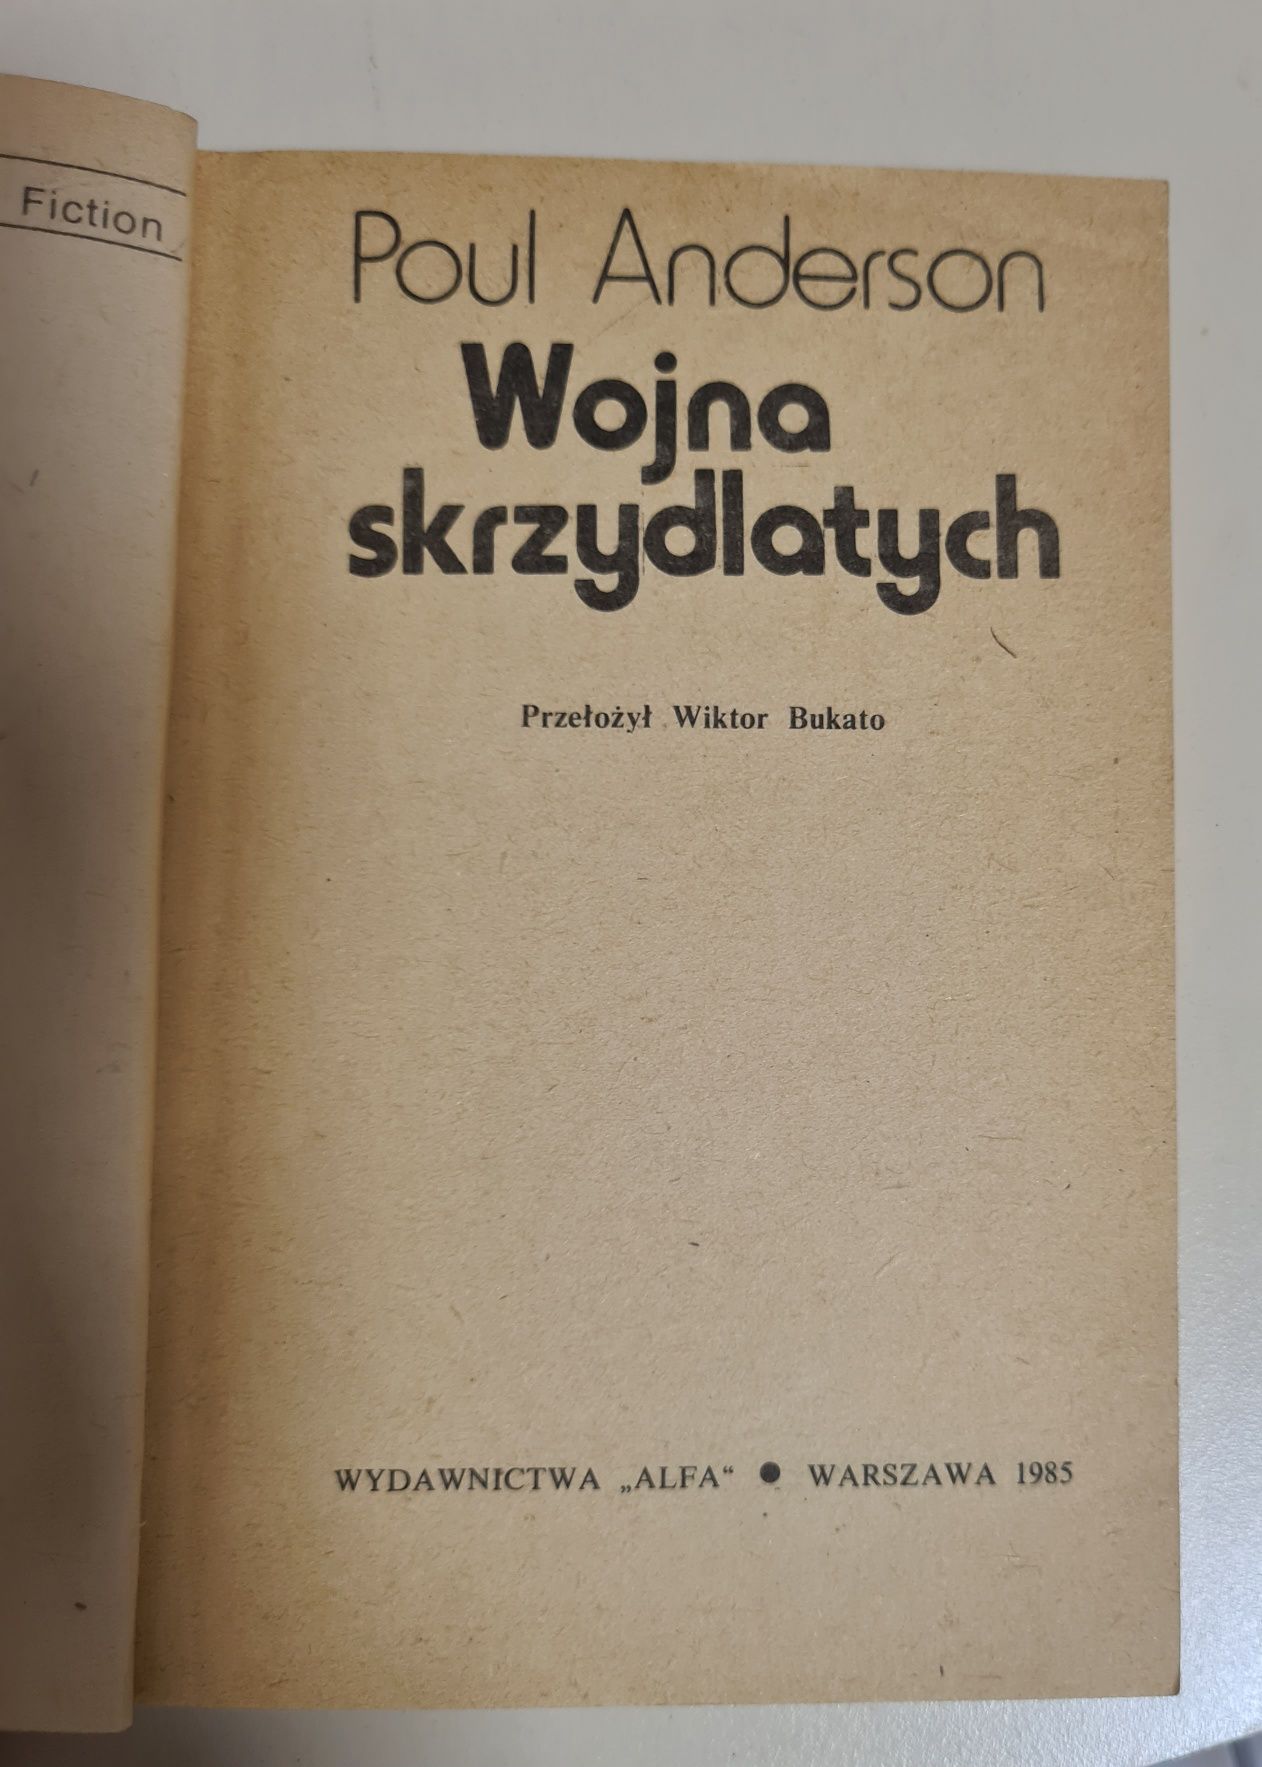 Fiction
Poul Anderson
Wojna
skrzydlatych
Przełożył Wiktor Bukato
WYDAWNICTWA „ALFA“ ● WARSZAWA 1985